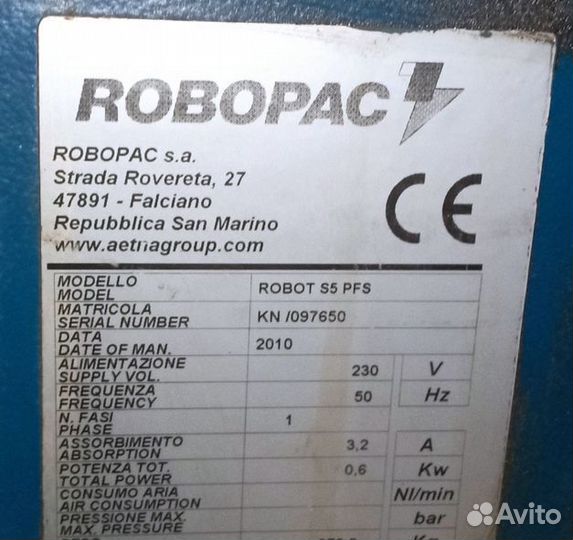 ROBOPAC
ROBOPAC s.a.
Strada Rovereta, 27
47891 - Falciano
Repubblica San Marino
www.aetnagroup.com
CE
MODELLO
MODEL
ROBOT S5 PFS
MATRICOLA
SERIAL NUMBER
KN /097650
DATA
DATE OF MAN.
2010
ALIMENTAZIONE
SUPPLY VOL.
230 V
FREQUENZA
FREQUENCY
50 Hz
N. FASI
PHASE
1
ASSORBIMENTO
ABSORPTION
3,2 A
POTENZA TOT.
TOTAL POWER
0,6 Kw
CONSUMO ARIA
AIR CONSUMPTION
Nl/min
PRESSIONE MAX.
MAX. PRESSURE
bar
Avito